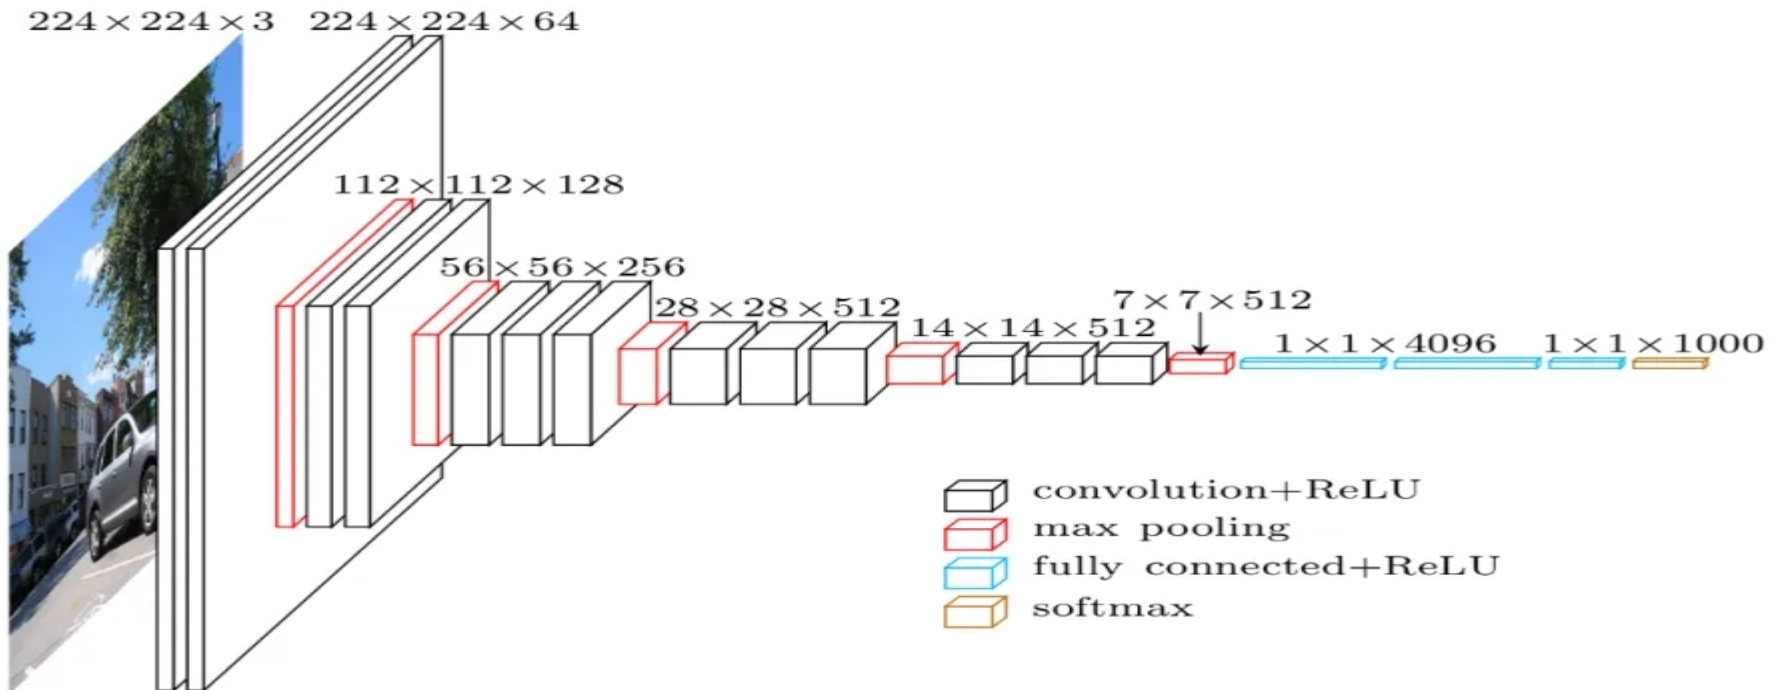 224 × 224 × 3
224 × 224 × 64
112 × 112 × 128
56 × 56 × 256
28 × 28 × 512
14 × 14 × 512
7 × 7 × 512
1 × 1 × 4096
1 × 1 × 1000
convolution+ReLU
max pooling
fully connected+ReLU
softmax